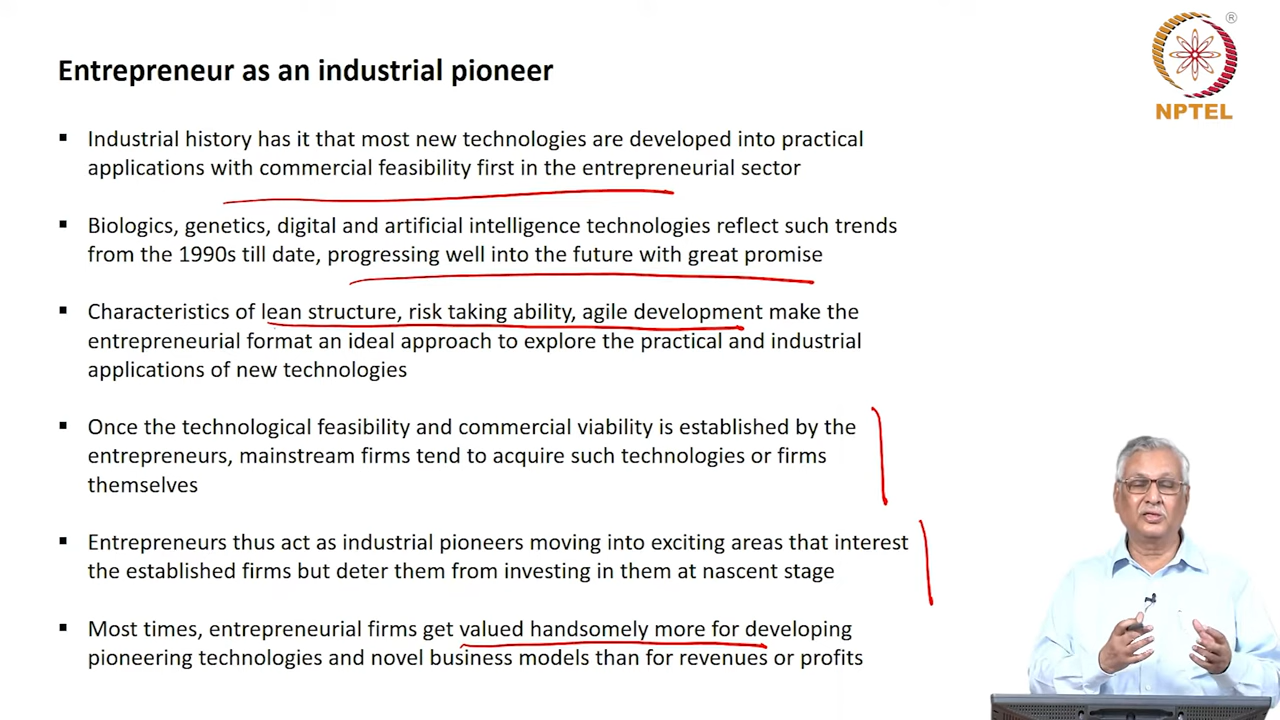 Entrepreneur as an industrial pioneer
NPTEL
®
▪ Industrial history has it that most new technologies are developed into practical
applications with commercial feasibility first in the entrepreneurial sector
▪ Biologics, genetics, digital and artificial intelligence technologies reflect such trends
from the 1990s till date, progressing well into the future with great promise
▪ Characteristics of lean structure, risk taking ability, agile development make the
entrepreneurial format an ideal approach to explore the practical and industrial
applications of new technologies
▪ Once the technological feasibility and commercial viability is established by the
entrepreneurs, mainstream firms tend to acquire such technologies or firms
themselves
▪ Entrepreneurs thus act as industrial pioneers moving into exciting areas that interest
the established firms but deter them from investing in them at nascent stage
▪ Most times, entrepreneurial firms get valued handsomely more for developing
pioneering technologies and novel business models than for revenues or profits